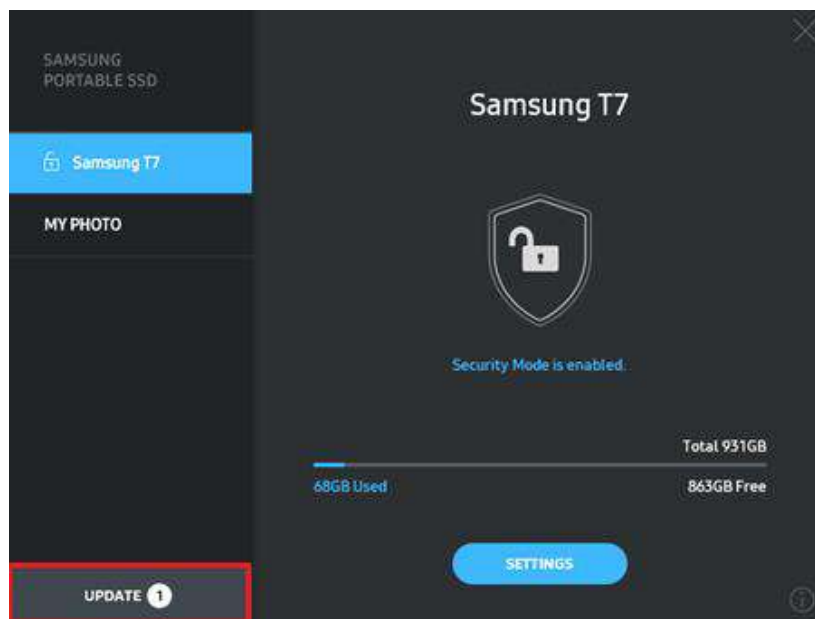 SAMSUNG
PORTABLE SSD
Samsung T7
MY PHOTO
UPDATE 1
Samsung T7
Security Mode is enabled.
Total 931GB
68GB Used
863GB Free
SETTINGS